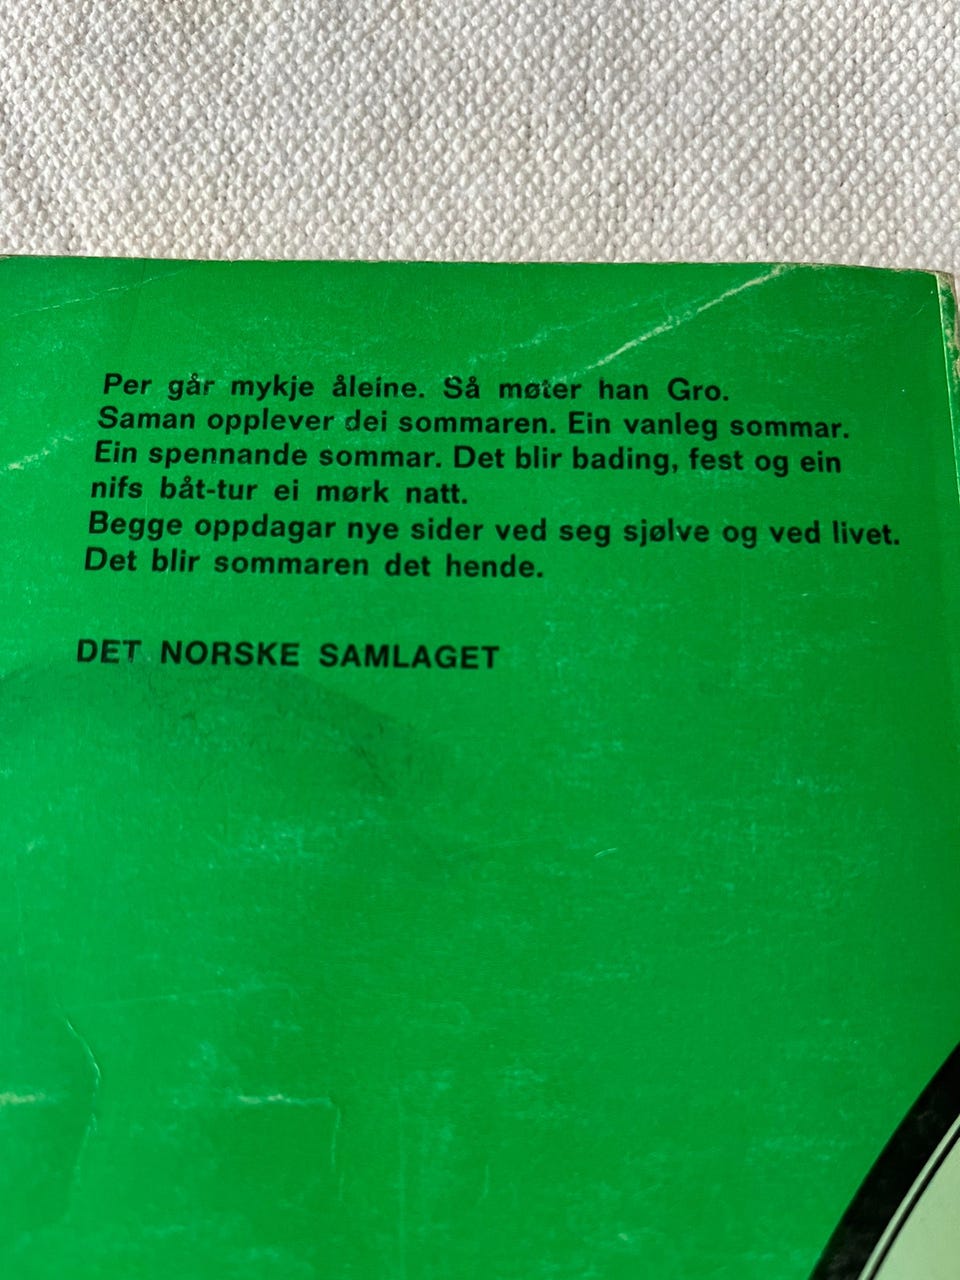 Per går mykje åleine. Så møter han Gro.
Saman opplever dei sommaren. Ein vanleg sommar.
Ein spennande sommar. Det blir bading, fest og ein
nifs båt-tur ei mørk natt.
Begge oppdagar nye sider ved seg sjølve og ved livet.
Det blir sommaren det hende.
DET NORSKE SAMLAGET